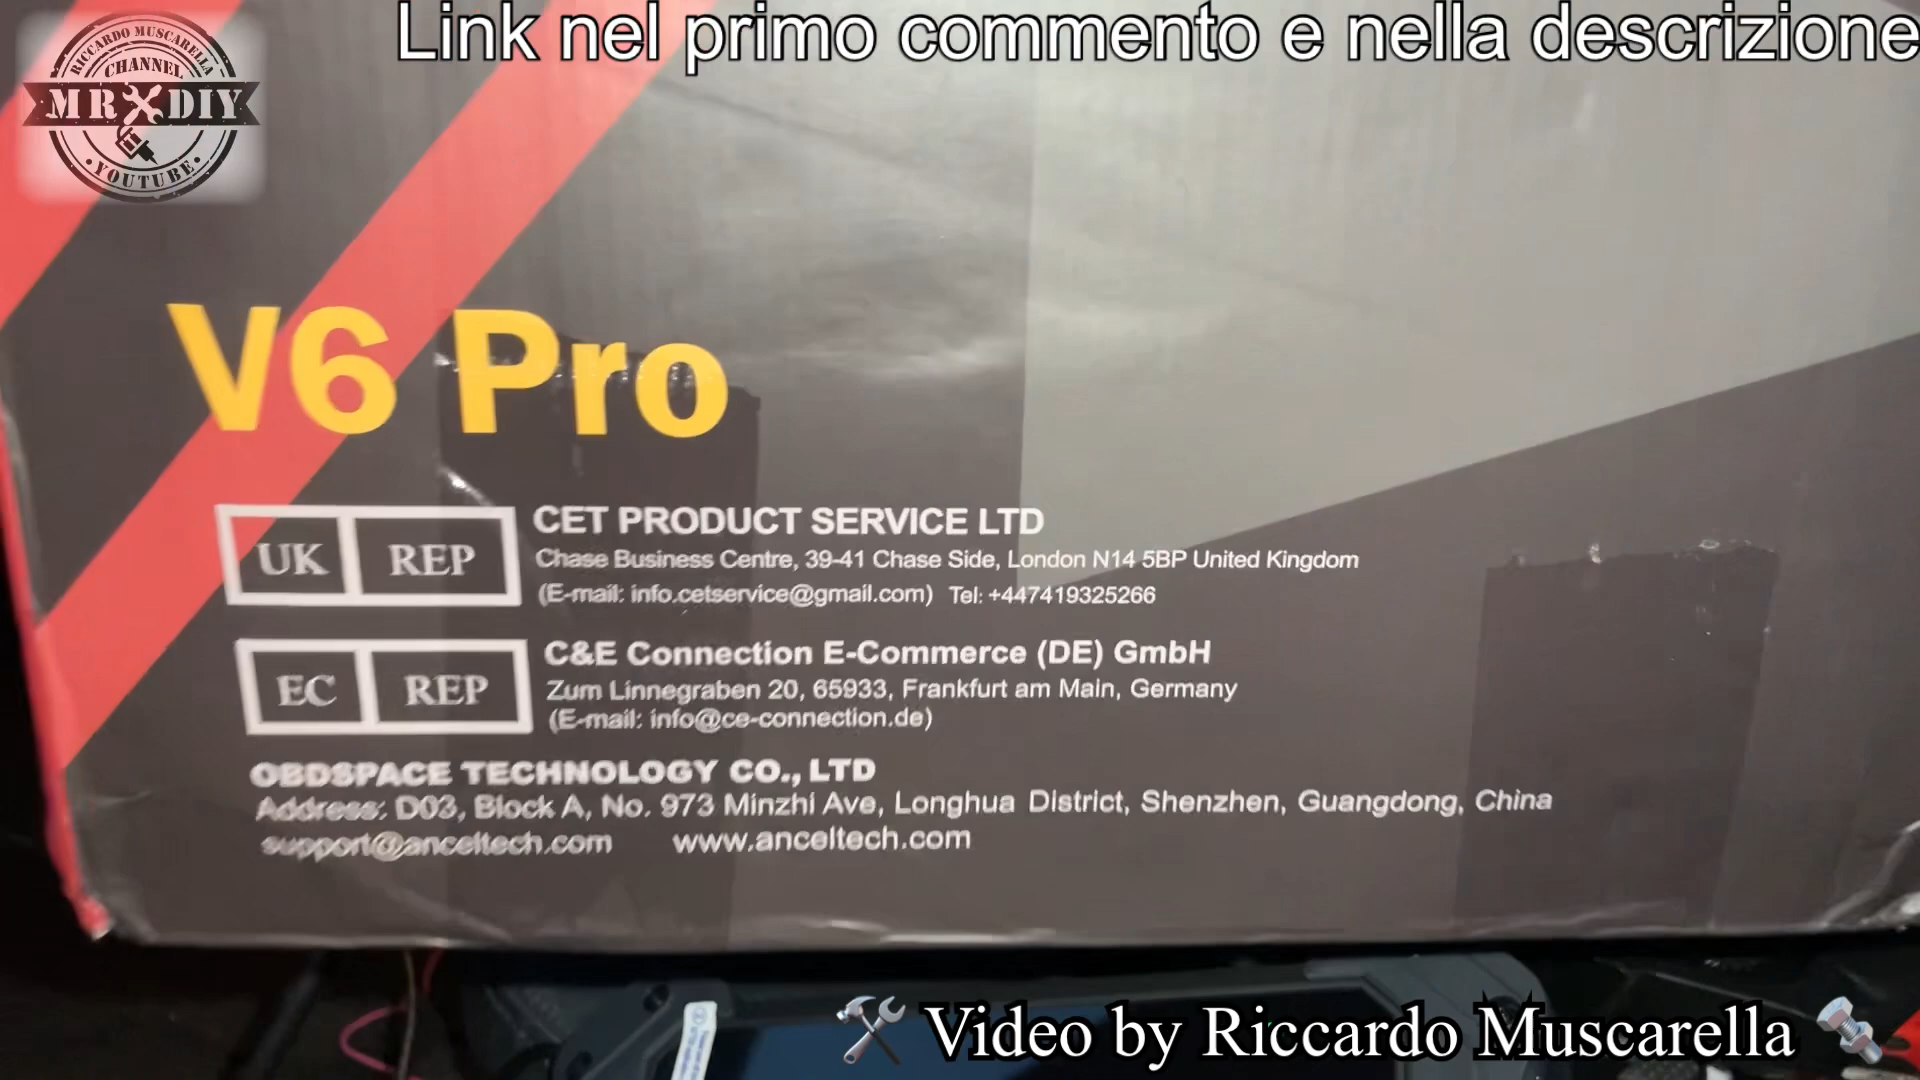 Link nel primo commento e nella descrizione
RICCARDO MUSCARELLA
CHANNEL
MR DIY
YOUTUBE
V6 Pro
UK REP
CET PRODUCT SERVICE LTD
Chase Business Centre, 39-41 Chase Side, London N14 5BP United Kingdom
(E-mail: info.cetservice@gmail.com) Tel: +447419325266
EC REP
C&E Connection E-Commerce (DE) GmbH
Zum Linnegraben 20, 65933, Frankfurt am Main, Germany
(E-mail: info@ce-connection.de)
OBDSPACE TECHNOLOGY CO., LTD
Address: D03, Block A, No. 973 Minzhi Ave, Longhua District, Shenzhen, Guangdong, China
support@anceltech.com www.anceltech.com
Video by Riccardo Muscarella